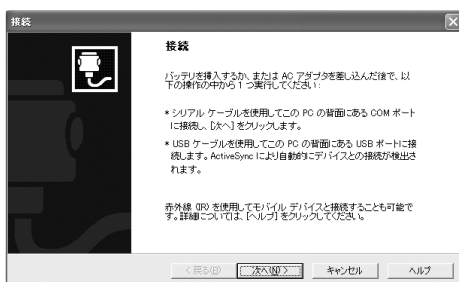 接続
接続
バッテリを挿入するか、または AC アダプタを差し込んだ後で、以
下の操作の中から 1 つ実行してください:
* シリアル ケーブルを使用してこの PC の背面にある COM ポート
に接続し、[次へ] をクリックします。
* USB ケーブルを使用してこの PC の背面にある USB ポートに接
続します。ActiveSync により自動的にデバイスとの接続が検出さ
れます。
赤外線 (IR) を使用してモバイル デバイスと接続することも可能で
す。詳細については、[ヘルプ] をクリックしてください。
< 戻る(B)
次へ(N) >
キャンセル
ヘルプ